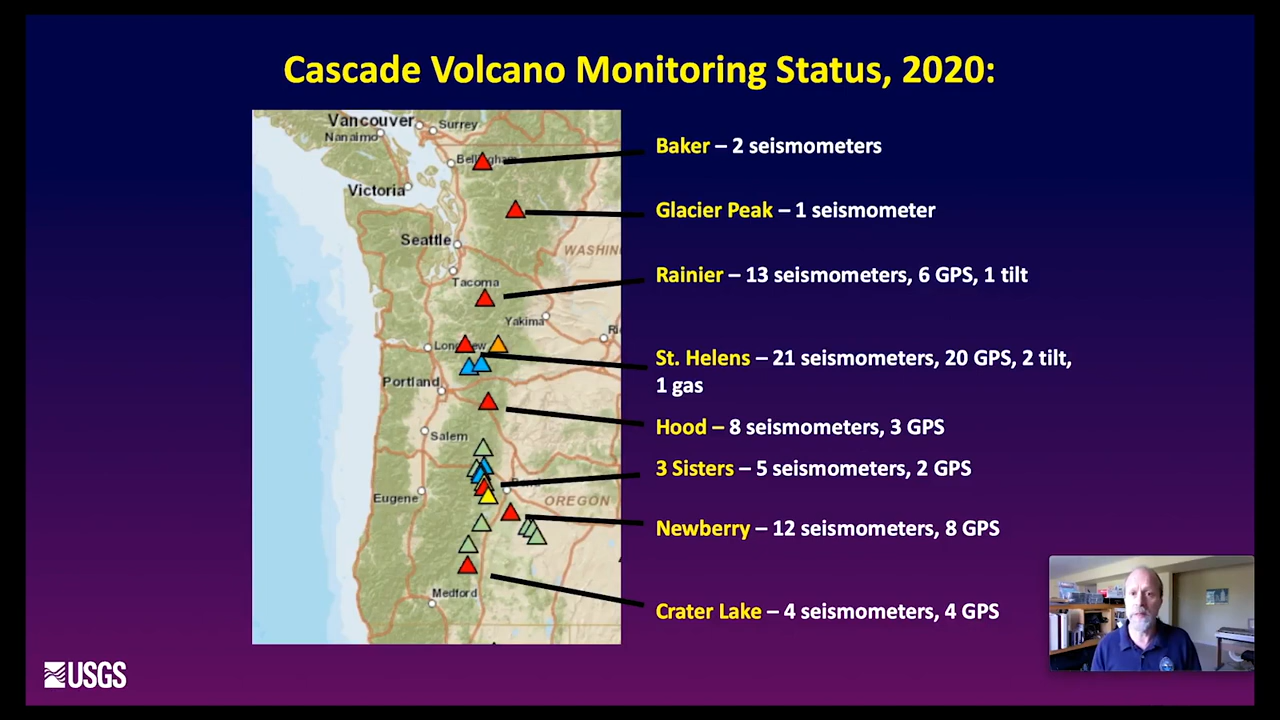 Cascade Volcano Monitoring Status, 2020:
Vancouver
Surrey
Nanaimo
Bellingham
Victoria
Seattle
Tacoma
Yakima
Portland
Salem
Eugene
OREGON
Medford
Baker – 2 seismometers
Glacier Peak – 1 seismometer
Rainier – 13 seismometers, 6 GPS, 1 tilt
St. Helens – 21 seismometers, 20 GPS, 2 tilt,
1 gas
Hood – 8 seismometers, 3 GPS
3 Sisters – 5 seismometers, 2 GPS
Newberry – 12 seismometers, 8 GPS
Crater Lake – 4 seismometers, 4 GPS
USGS